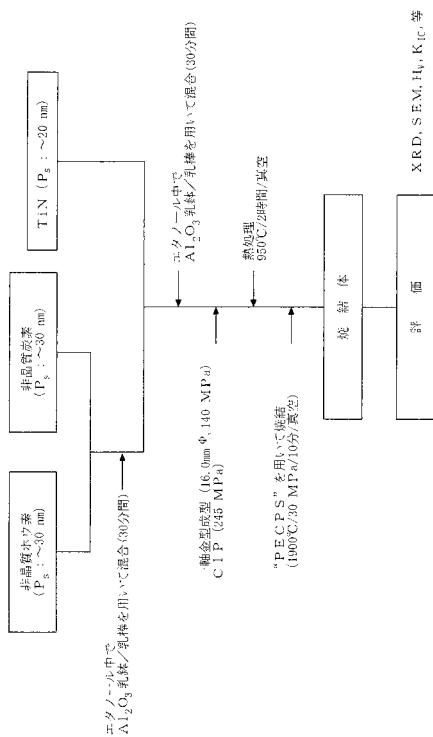 非晶質ホウ素
(Ps : ～30 nm)
非晶質炭素
(Ps : ～30 nm)
TiN (Ps : ～20 nm)
エタノール中で
Al2O3乳鉢／乳棒を用いて混合(30分間)
エタノール中で
Al2O3乳鉢／乳棒を用いて混合(30分間)
一軸金型成型 (16.0mmΦ, 140 MPa)
CIP (245 MPa)
熱処理
950℃/2時間/真空
“PECPS”を用いて焼結
(1900℃/30 MPa/10分/真空)
焼結体
評価
XRD, SEM, Hv, KIC, 等